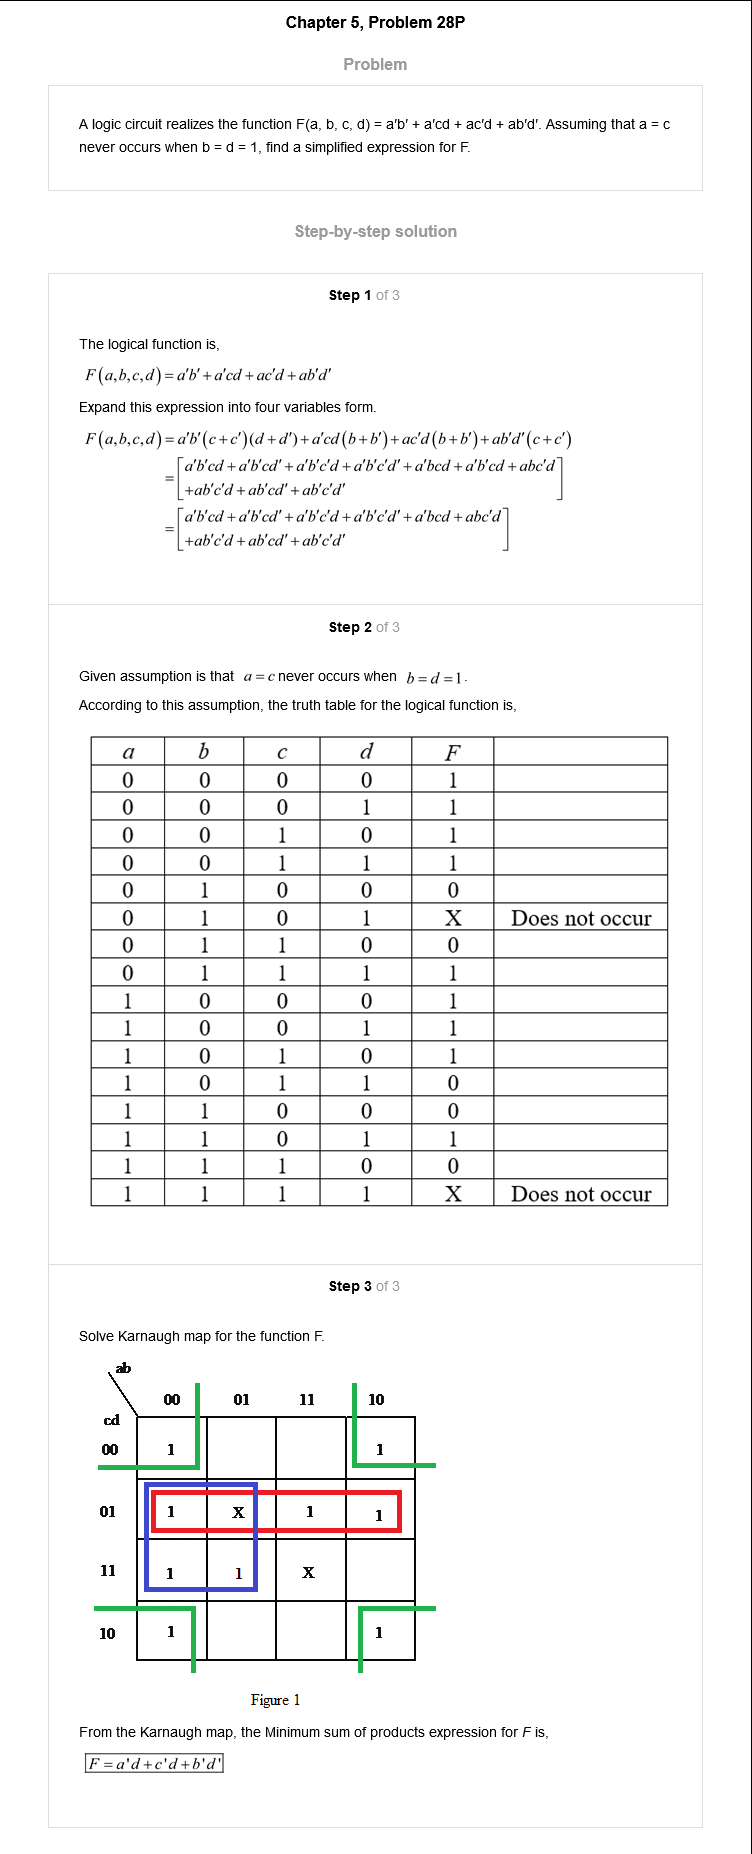 Chapter 5, Problem 28P
Problem
A logic circuit realizes the function F(a, b, c, d) = a′b′ + a′cd + ac′d + ab′d′. Assuming that a = c
never occurs when b = d = 1, find a simplified expression for F.
Step-by-step solution
Step 1 of 3
The logical function is,
F(a,b,c,d)=a′b′+a′cd+ac′d+ab′d′
Expand this expression into four variables form.
F(a,b,c,d)=a′b′(c+c′)(d+d′)+a′cd(b+b′)+ac′d(b+b′)+ab′d′(c+c′)
=[a′b′cd+a′b′cd′+a′b′c′d+a′b′c′d′+a′bcd+a′b′cd+abc′d
+ab′c′d+ab′cd′+ab′c′d′]
=[a′b′cd+a′b′cd′+a′b′c′d+a′b′c′d′+a′bcd+abc′d
+ab′c′d+ab′cd′+ab′c′d′]
Step 2 of 3
Given assumption is that a=c never occurs when b=d=1.
According to this assumption, the truth table for the logical function is,
a b c d F
0 0 0 0 1
0 0 0 1 1
0 0 1 0 1
0 0 1 1 1
0 1 0 0 0
0 1 0 1 X Does not occur
0 1 1 0 0
0 1 1 1 1
1 0 0 0 1
1 0 0 1 1
1 0 1 0 1
1 0 1 1 0
1 1 0 0 0
1 1 0 1 1
1 1 1 0 0
1 1 1 1 X Does not occur
Step 3 of 3
Solve Karnaugh map for the function F.
ab
00 01 11 10
cd
00 1 1
01 1 X 1 1
11 1 1 X
10 1 1
Figure 1
From the Karnaugh map, the Minimum sum of products expression for F is,
F=a'd+c'd+b'd'